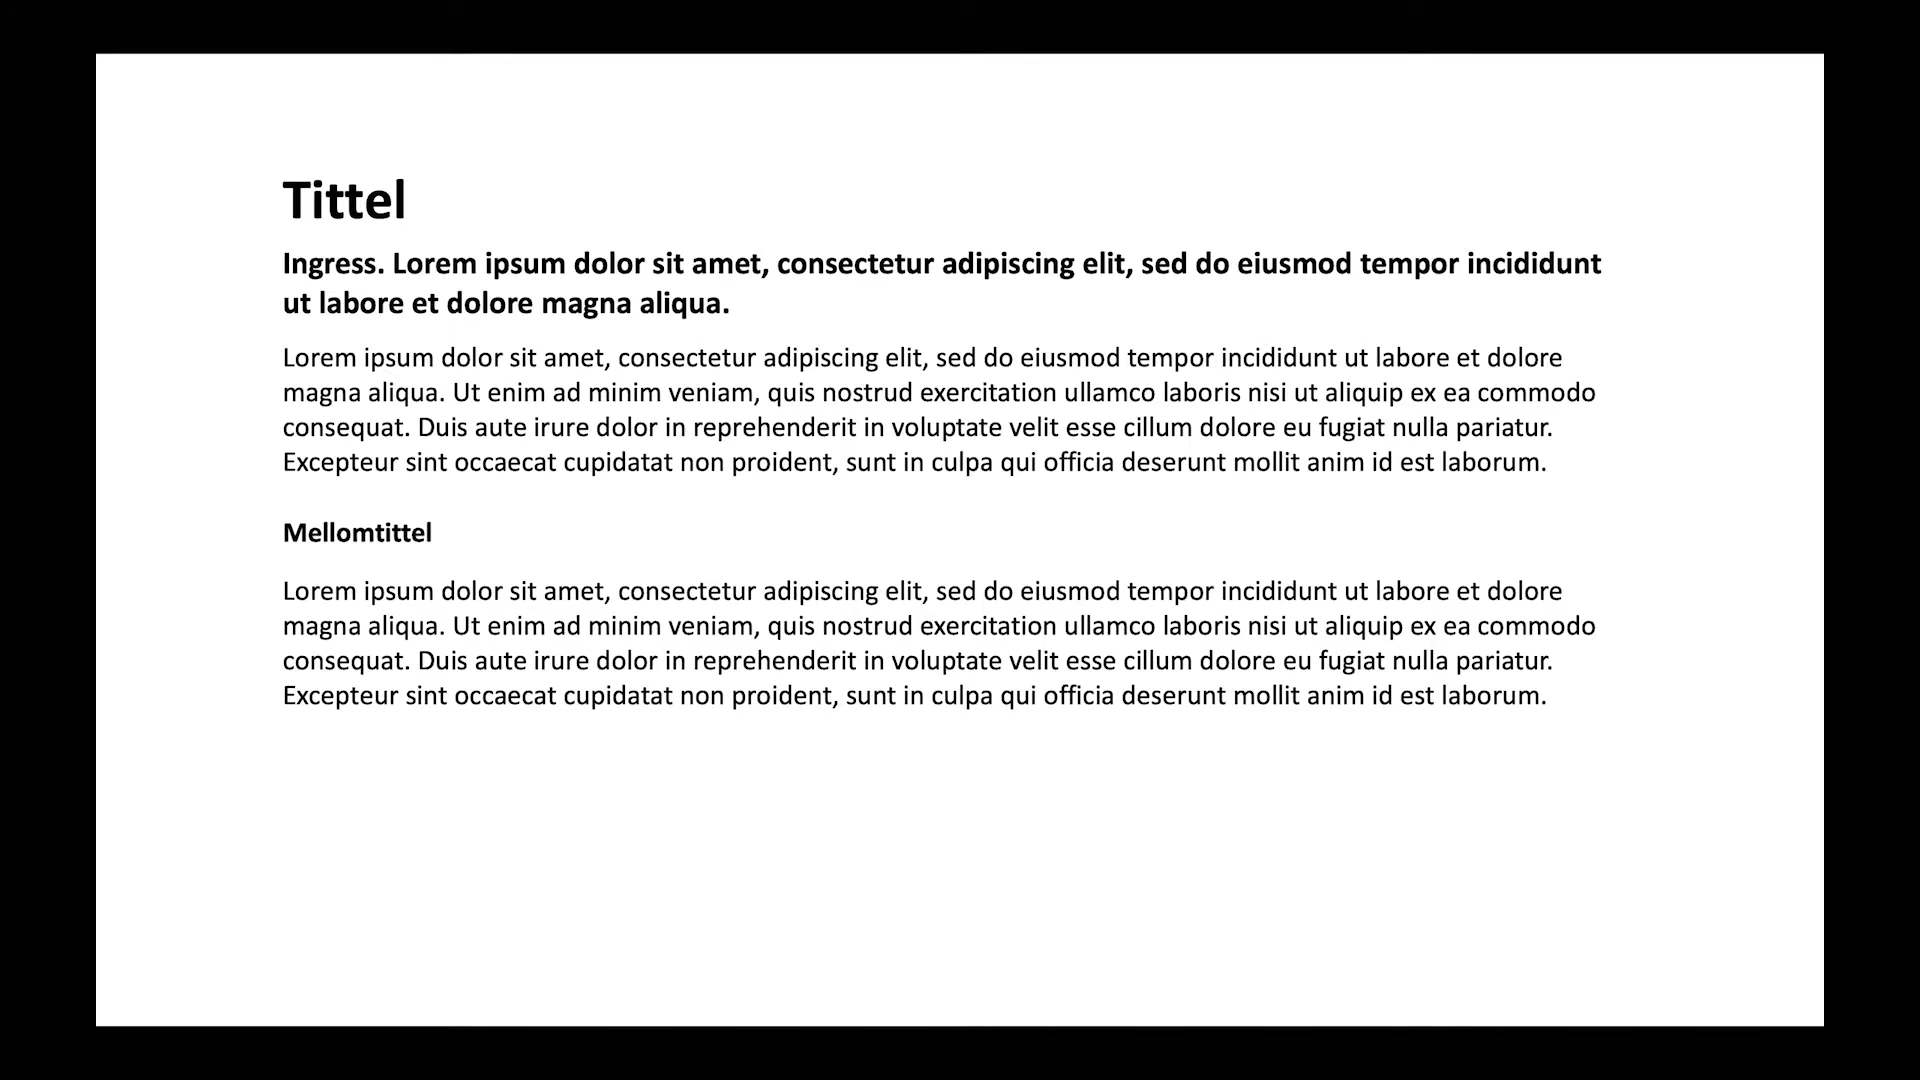 Tittel
Ingress. Lorem ipsum dolor sit amet, consectetur adipiscing elit, sed do eiusmod tempor incididunt
ut labore et dolore magna aliqua.
Lorem ipsum dolor sit amet, consectetur adipiscing elit, sed do eiusmod tempor incididunt ut labore et dolore
magna aliqua. Ut enim ad minim veniam, quis nostrud exercitation ullamco laboris nisi ut aliquip ex ea commodo
consequat. Duis aute irure dolor in reprehenderit in voluptate velit esse cillum dolore eu fugiat nulla pariatur.
Excepteur sint occaecat cupidatat non proident, sunt in culpa qui officia deserunt mollit anim id est laborum.
Mellomtittel
Lorem ipsum dolor sit amet, consectetur adipiscing elit, sed do eiusmod tempor incididunt ut labore et dolore
magna aliqua. Ut enim ad minim veniam, quis nostrud exercitation ullamco laboris nisi ut aliquip ex ea commodo
consequat. Duis aute irure dolor in reprehenderit in voluptate velit esse cillum dolore eu fugiat nulla pariatur.
Excepteur sint occaecat cupidatat non proident, sunt in culpa qui officia deserunt mollit anim id est laborum.